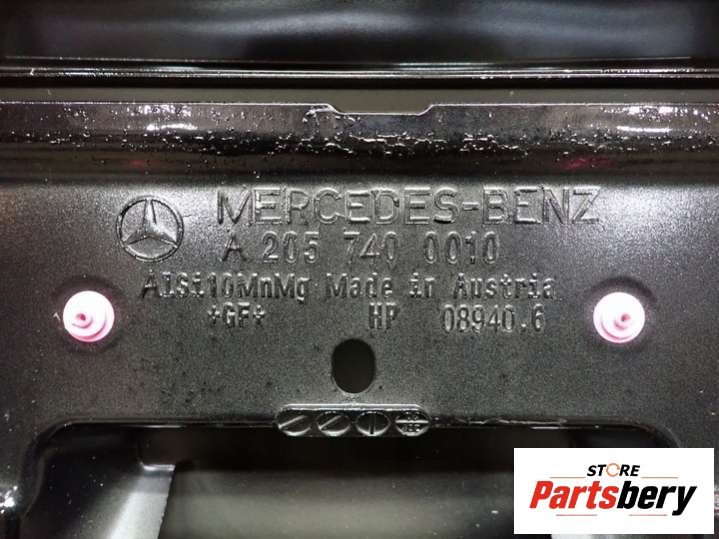 MERCEDES-BENZ
A 205 740 0010
AlSi10MnMg Made in Austria
*GF* HP 08940.6
STORE
Partsbery